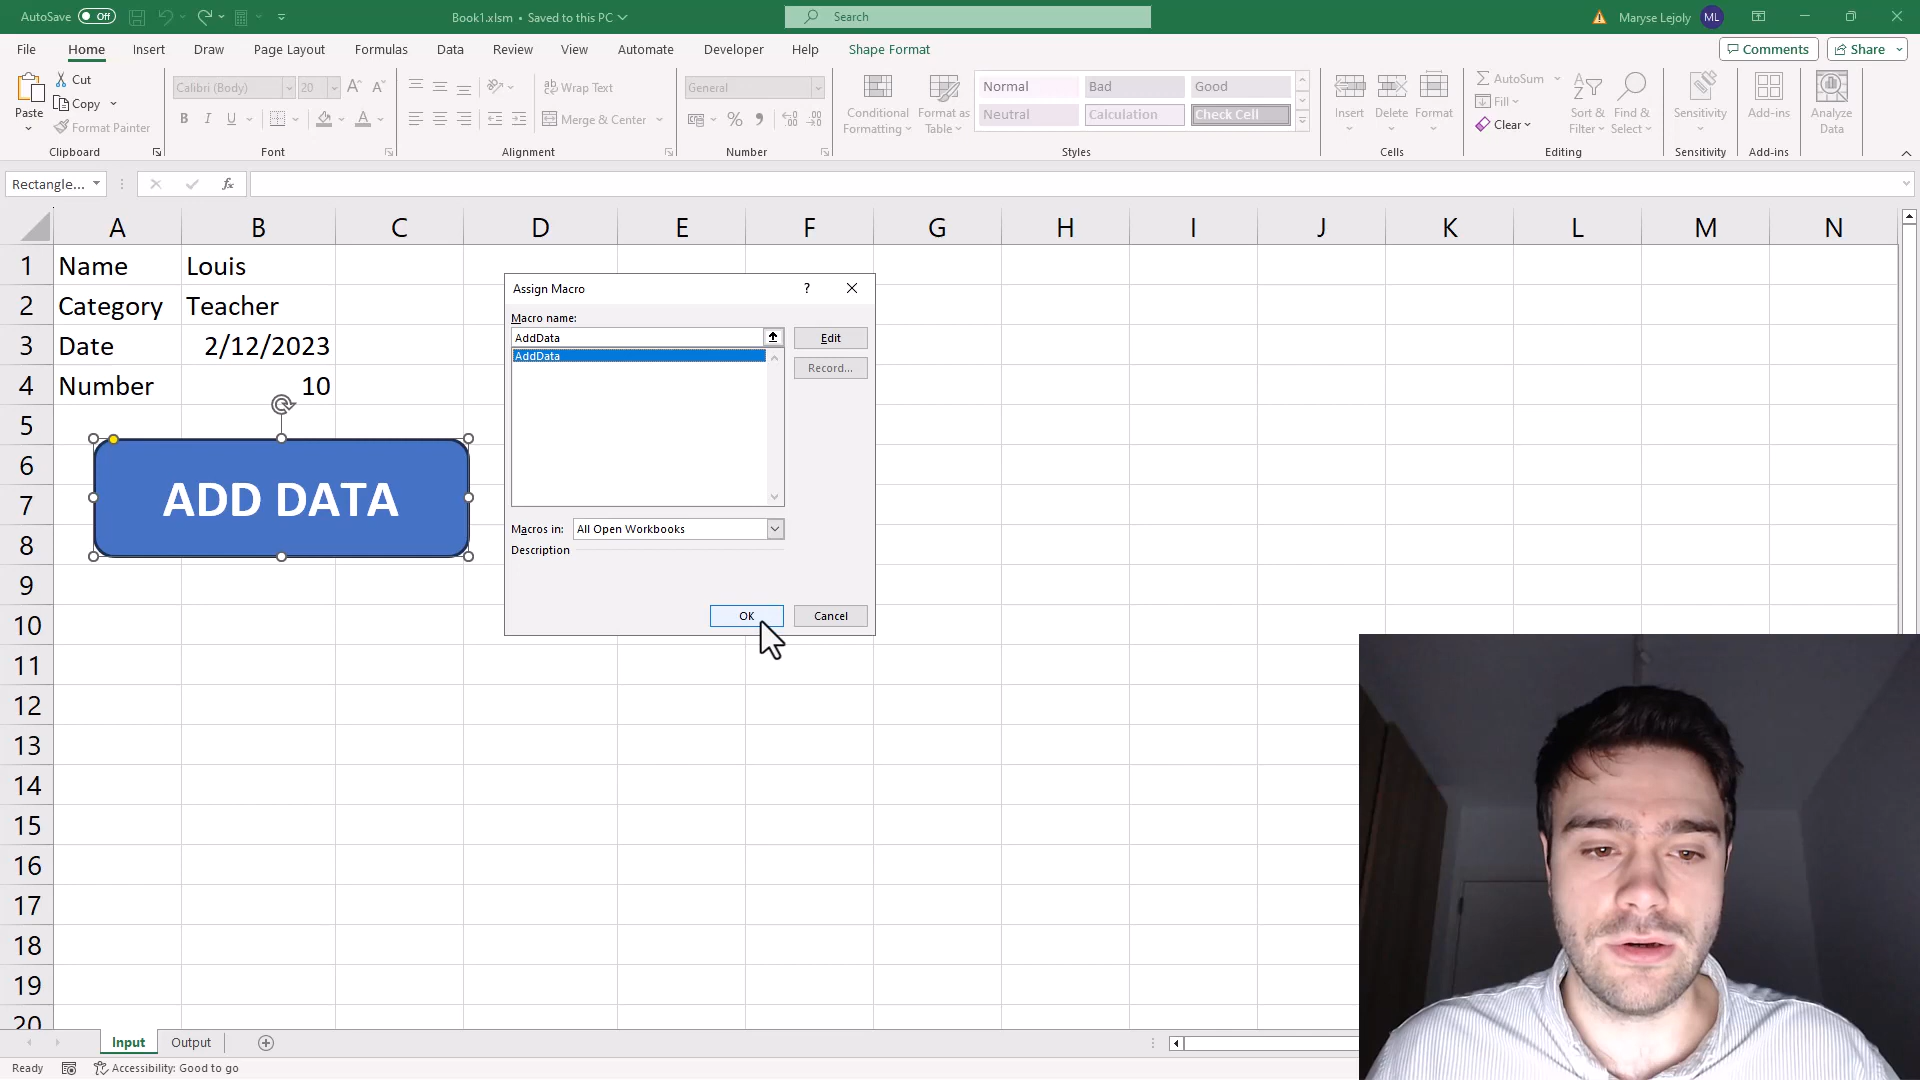 AutoSave Off Book1.xlsm • Saved to this PC Search Maryse Lejoly ML
File Home Insert Draw Page Layout Formulas Data Review View Automate Developer Help Shape Format Comments Share
Paste Cut Copy Format Painter Clipboard
Calibri (Body) 20 A A B I U A Font
ab Wrap Text Merge & Center Alignment
General % Number
Conditional Formatting Format as Table
Normal Bad Good
Neutral Calculation Check Cell
Styles
Insert Delete Format Cells
AutoSum Fill Clear Sort & Filter Find & Select Editing
Sensitivity Sensitivity
Add-ins Add-ins
Analyze Data
Rectangle... fx
A B C D E F G H I J K L M N
1 Name Louis
2 Category Teacher
3 Date 2/12/2023
4 Number 10
5
6
7
8
9
10
11
12
13
14
15
16
17
18
19
20
ADD DATA
Assign Macro ?
Macro name:
AddData Edit
AddData
Record...
Macros in: All Open Workbooks
Description
OK Cancel
Input Output
Ready Accessibility: Good to go